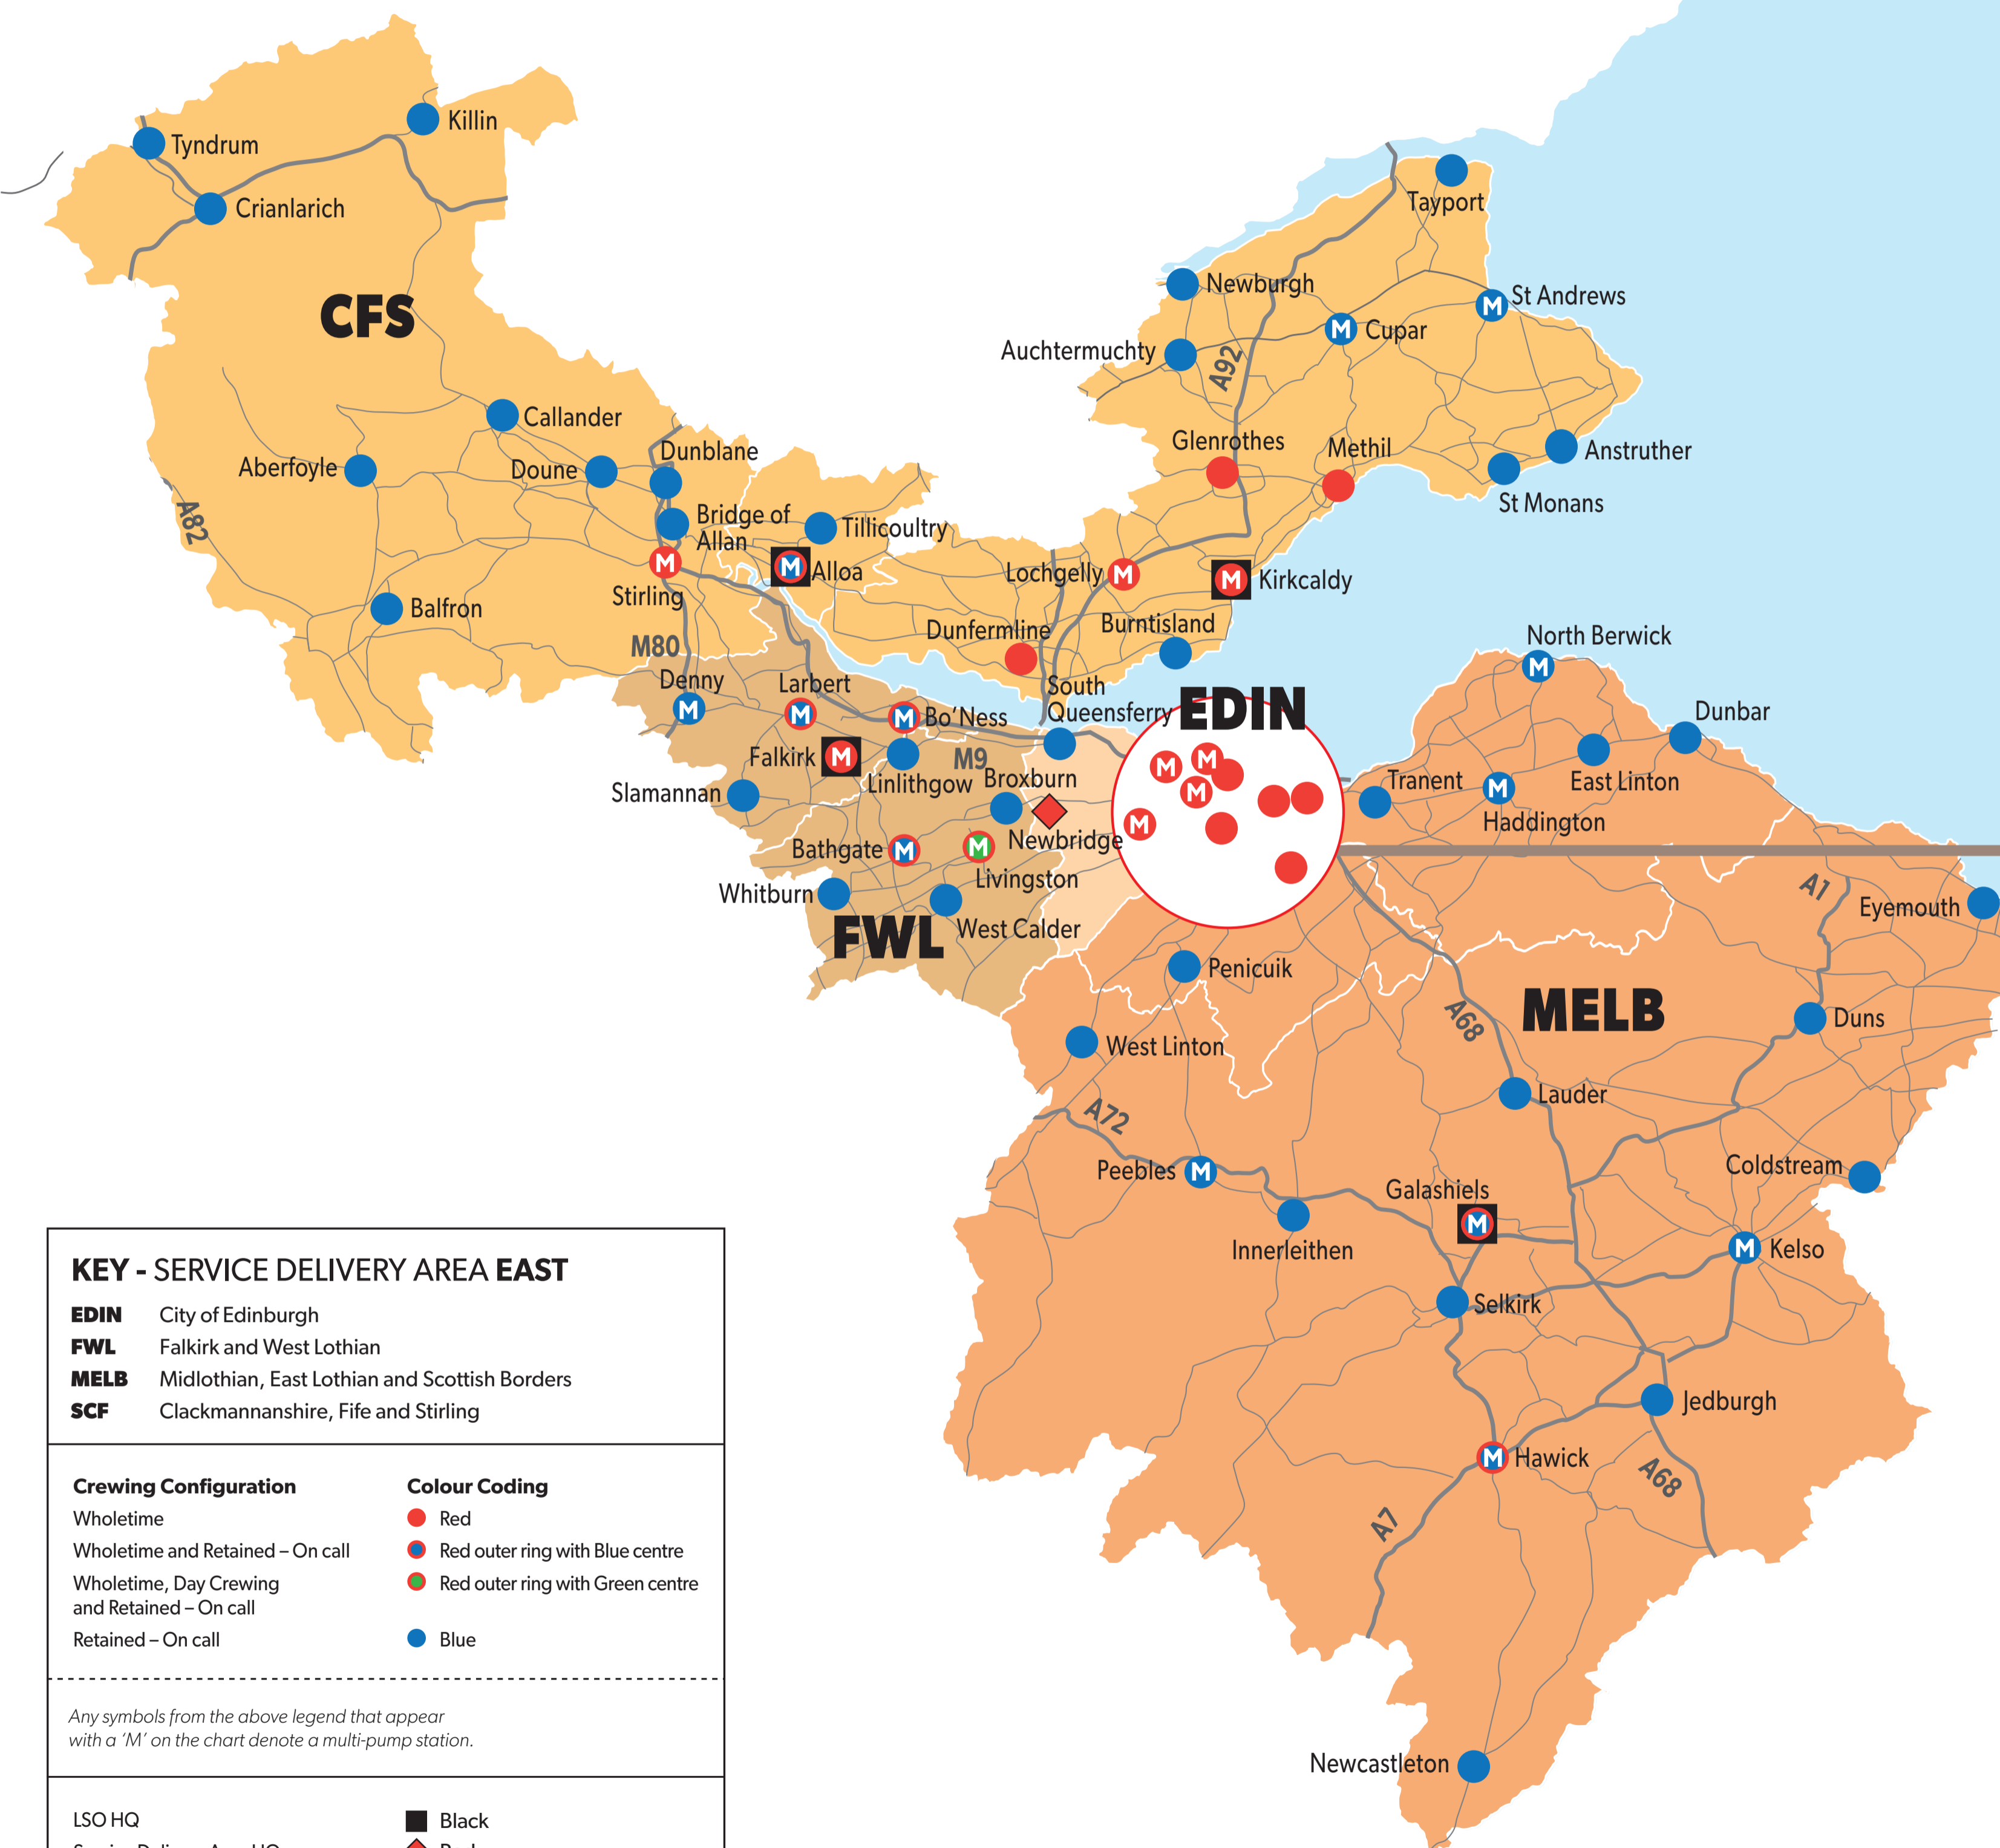 Killin
Tyndrum
Crianlarich
CFS
Tayport
Newburgh
St Andrews
M
M
Cupar
Auchtermuchty
A92
Callander
Dunblane
Glenrothes
Methil
Aberfoyle
Doune
Anstruther
A82
St Monans
Bridge of
Allan
Tillicoultry
M
Stirling
M
Alloa
Lochgelly
M
M
Kirkcaldy
Balfron
Dunfermline
Burntisland
M80
North Berwick
M
Denny
M
Larbert
M
M
Bo'Ness
South
Queensferry
EDIN
Dunbar
Falkirk
M
M9
Linlithgow
Broxburn
M
M
M
M
Slamannan
Tranent
M
East Linton
Haddington
Bathgate
M
M
Newbridge
Livingston
Whitburn
FWL
West Calder
A1
Eyemouth
Penicuik
MELB
A68
Duns
West Linton
Lauder
A72
Peebles
M
Coldstream
Galashiels
M
Innerleithen
M
Kelso
Selkirk
Jedburgh
M
Hawick
A68
A7
Newcastleton
KEY - SERVICE DELIVERY AREA EAST
EDIN City of Edinburgh
FWL Falkirk and West Lothian
MELB Midlothian, East Lothian and Scottish Borders
SCF Clackmannanshire, Fife and Stirling
Crewing Configuration Colour Coding
Wholetime Red
Wholetime and Retained – On call Red outer ring with Blue centre
Wholetime, Day Crewing Red outer ring with Green centre
and Retained – On call
Retained – On call Blue
Any symbols from the above legend that appear
with a 'M' on the chart denote a multi-pump station.
LSO HQ Black